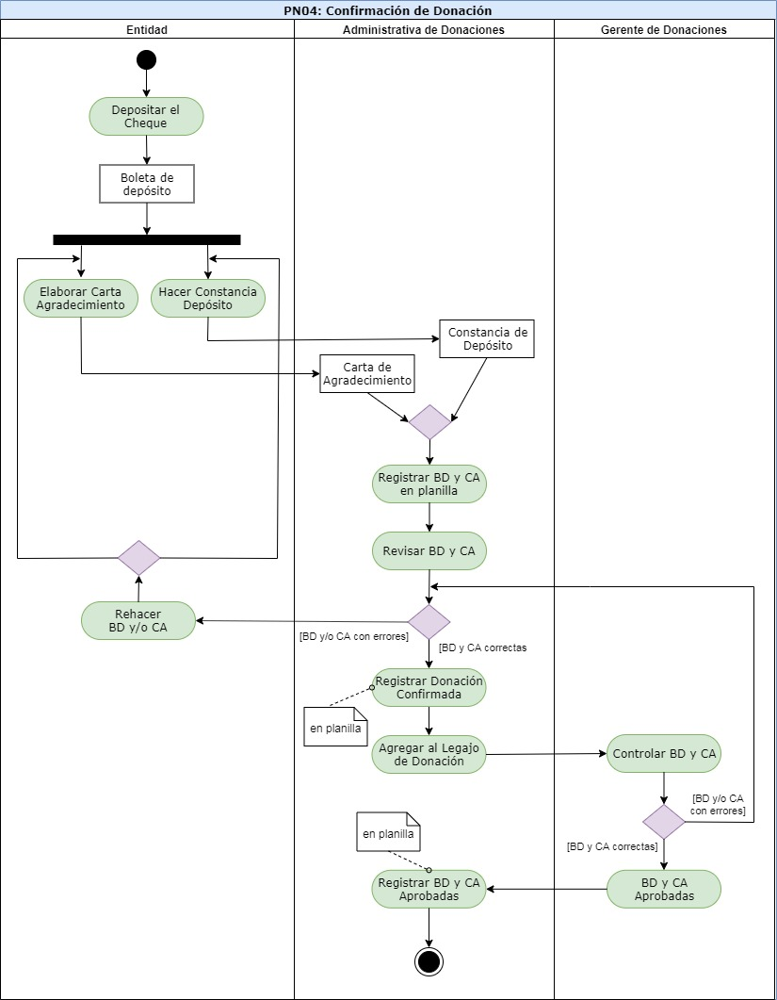 PN04: Confirmación de Donación
Entidad
Administrativa de Donaciones
Gerente de Donaciones
Depositar el
Cheque
Boleta de
depósito
Elaborar Carta
Agradecimiento
Hacer Constancia
Depósito
Constancia de
Depósito
Carta de
Agradecimiento
Registrar BD y CA
en planilla
Revisar BD y CA
Rehacer
BD y/o CA
[BD y/o CA con errores]
[BD y CA correctas
Registrar Donación
Confirmada
en planilla
Agregar al Legajo
de Donación
Controlar BD y CA
[BD y/o CA
con errores]
[BD y CA correctas]
en planilla
Registrar BD y CA
Aprobadas
BD y CA
Aprobadas